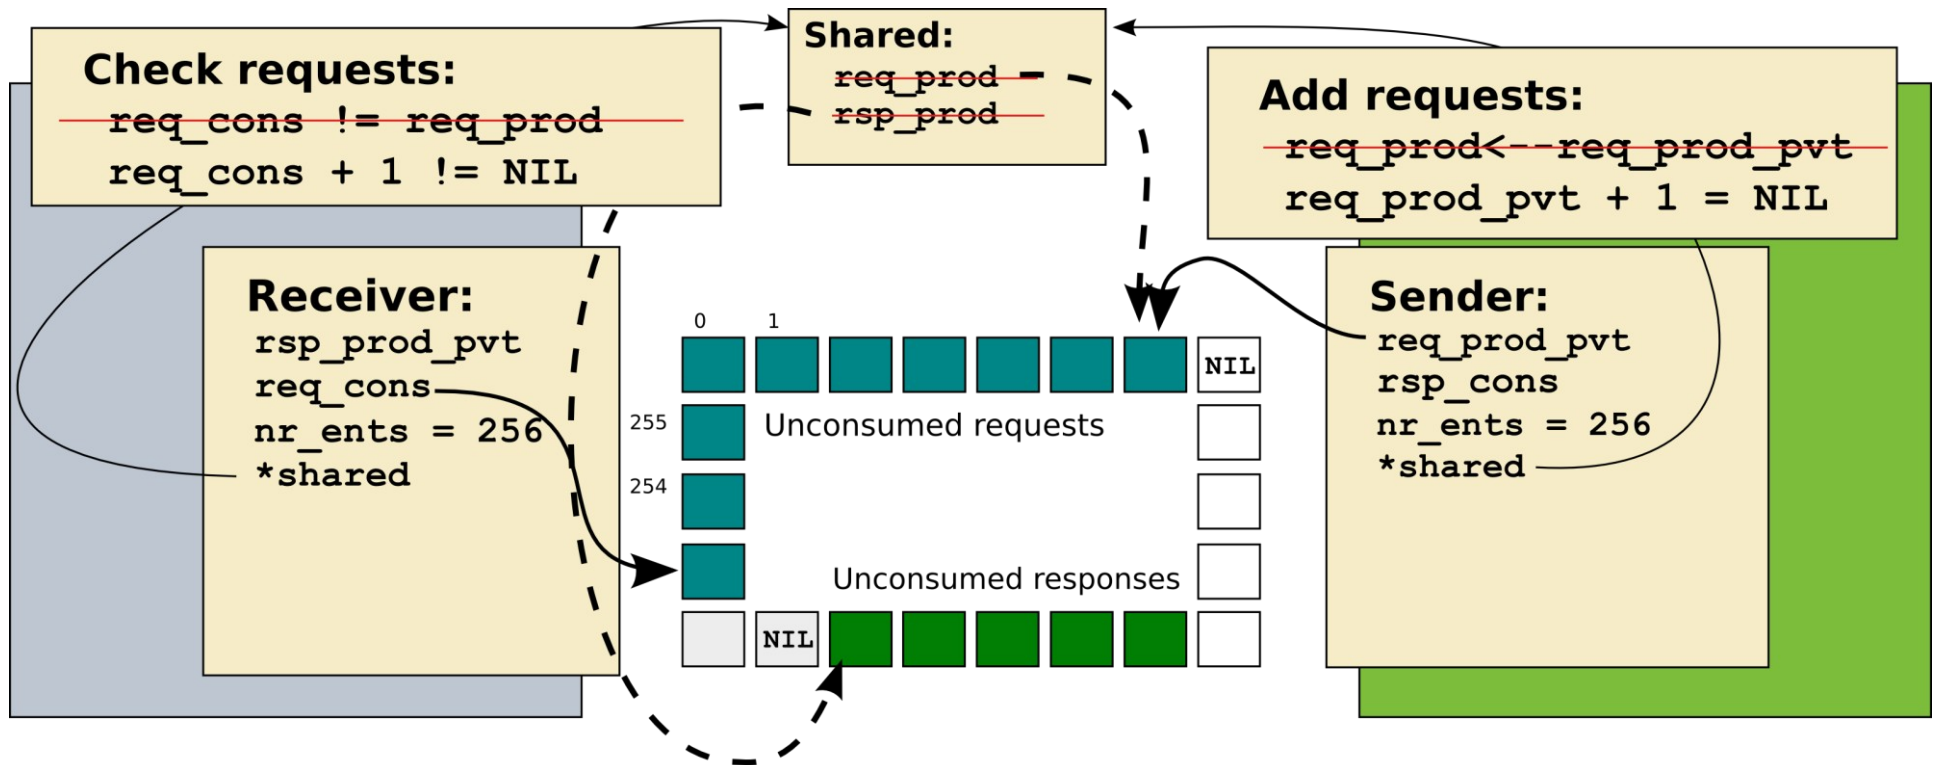 Check requests:
req_cons != req_prod
req_cons + 1 != NIL
Shared:
req_prod
rsp_prod
Add requests:
req_prod<--req_prod_pvt
req_prod_pvt + 1 = NIL
Receiver:
rsp_prod_pvt
req_cons
nr_ents = 256
*shared
0 1
NIL
255
Unconsumed requests
254
Unconsumed responses
NIL
Sender:
req_prod_pvt
rsp_cons
nr_ents = 256
*shared